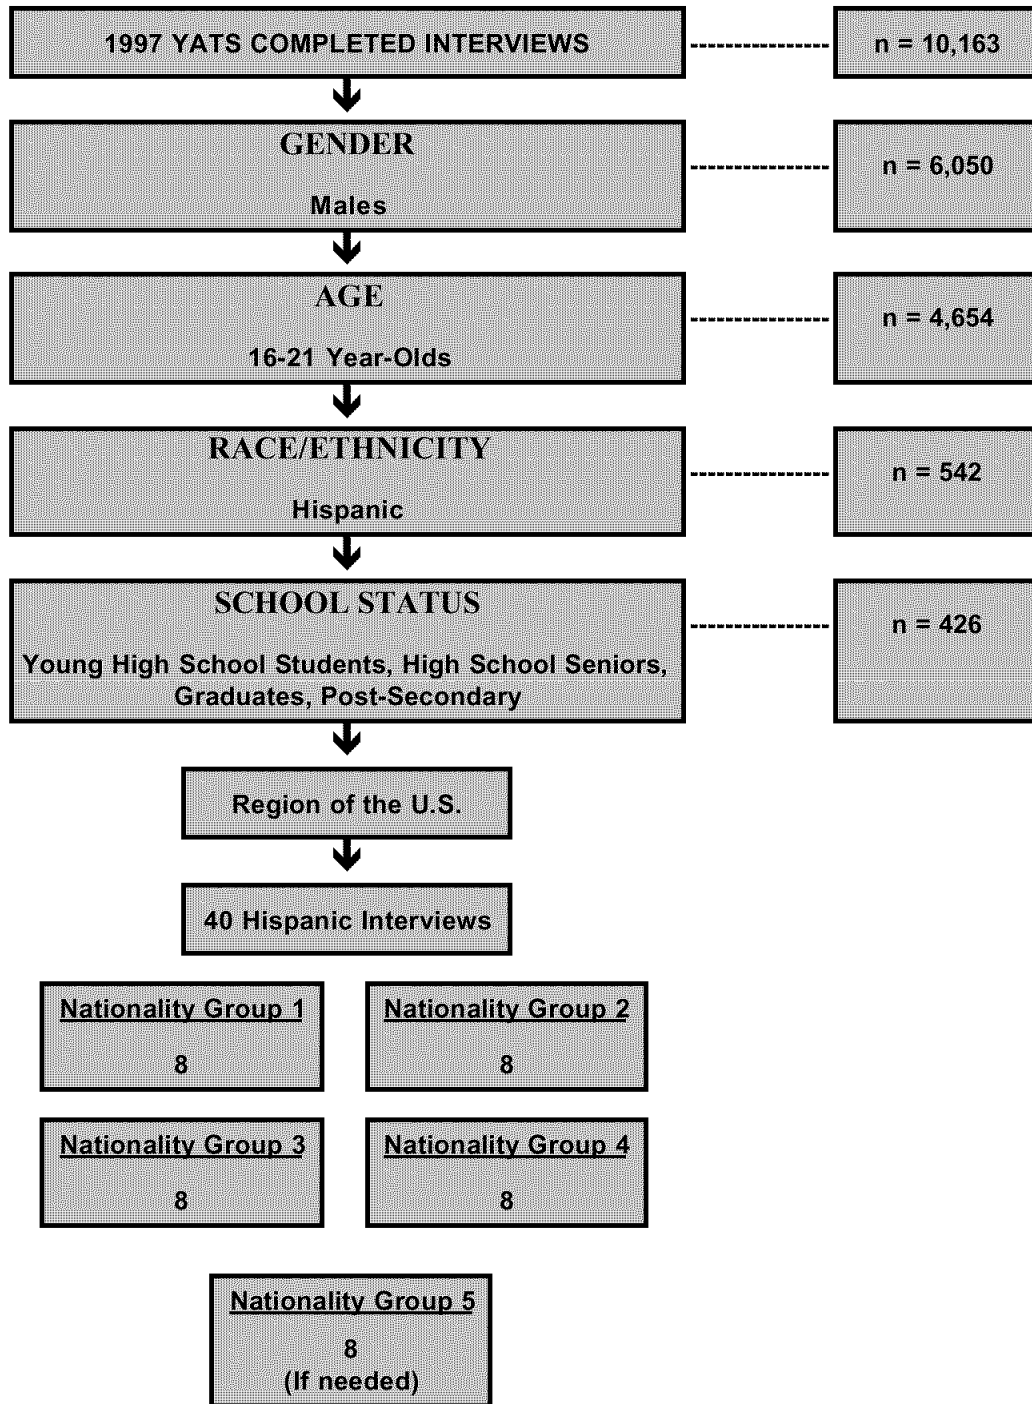 1997 YATS COMPLETED INTERVIEWS
n = 10,163
GENDER
Males
n = 6,050
AGE
16-21 Year-Olds
n = 4,654
RACE/ETHNICITY
Hispanic
n = 542
SCHOOL STATUS
Young High School Students, High School Seniors,
Graduates, Post-Secondary
n = 426
Region of the U.S.
40 Hispanic Interviews
Nationality Group 1
8
Nationality Group 2
8
Nationality Group 3
8
Nationality Group 4
8
Nationality Group 5
8
(If needed)